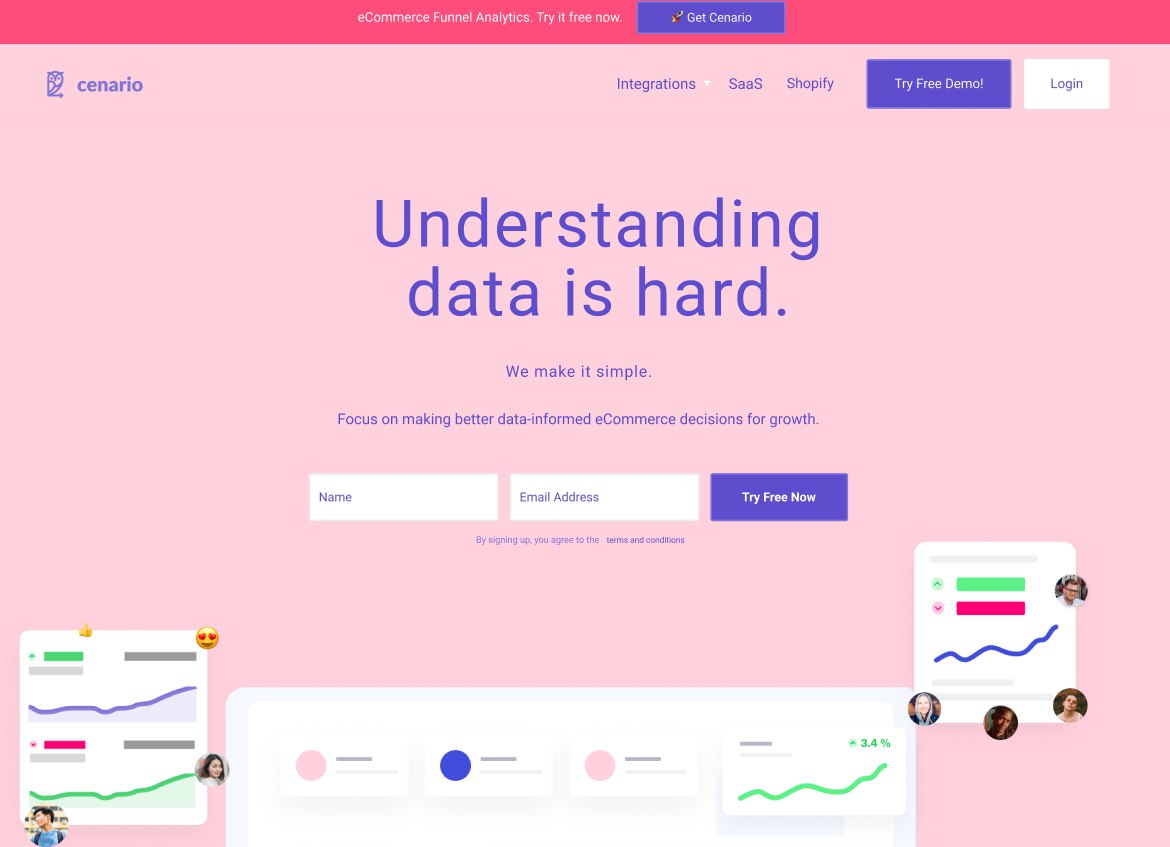 eCommerce Funnel Analytics. Try it free now.
🚀 Get Cenario
cenario
Integrations
SaaS
Shopify
Try Free Demo!
Login
Understanding
data is hard.
We make it simple.
Focus on making better data-informed eCommerce decisions for growth.
Name
Email Address
Try Free Now
By signing up, you agree to the terms and conditions
3.4 %